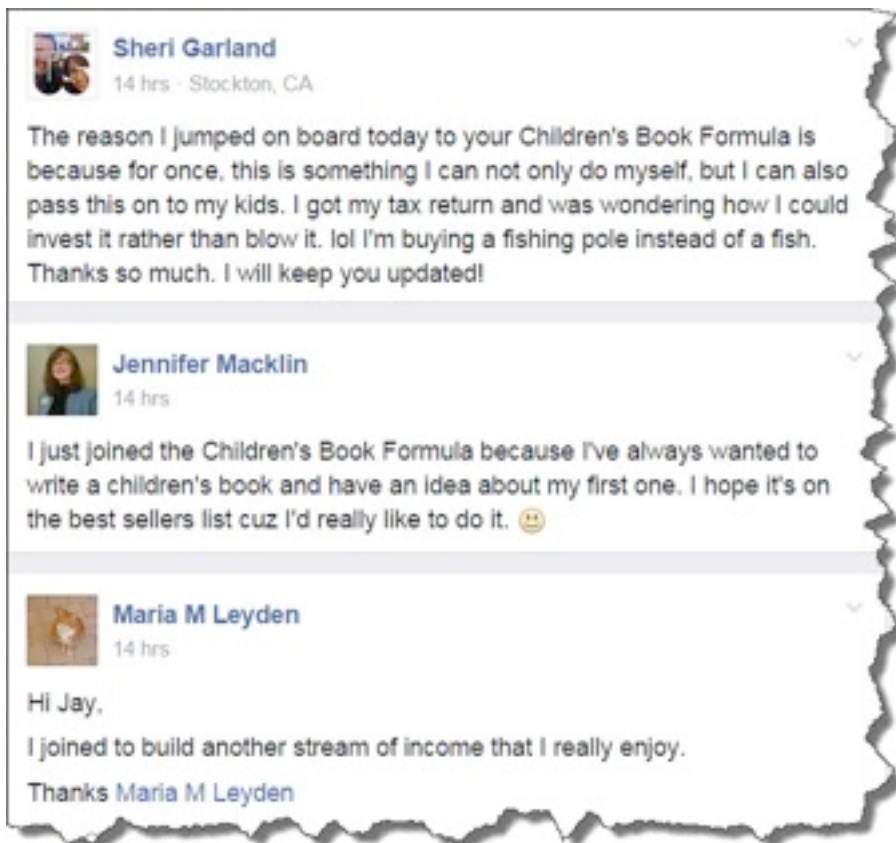 Sheri Garland
14 hrs · Stockton, CA
The reason I jumped on board today to your Children's Book Formula is
because for once, this is something I can not only do myself, but I can also
pass this on to my kids. I got my tax return and was wondering how I could
invest it rather than blow it. lol I'm buying a fishing pole instead of a fish.
Thanks so much. I will keep you updated!
Jennifer Macklin
14 hrs
I just joined the Children's Book Formula because I've always wanted to
write a children's book and have an idea about my first one. I hope it's on
the best sellers list cuz I'd really like to do it.
Maria M Leyden
14 hrs
Hi Jay,
I joined to build another stream of income that I really enjoy.
Thanks Maria M Leyden